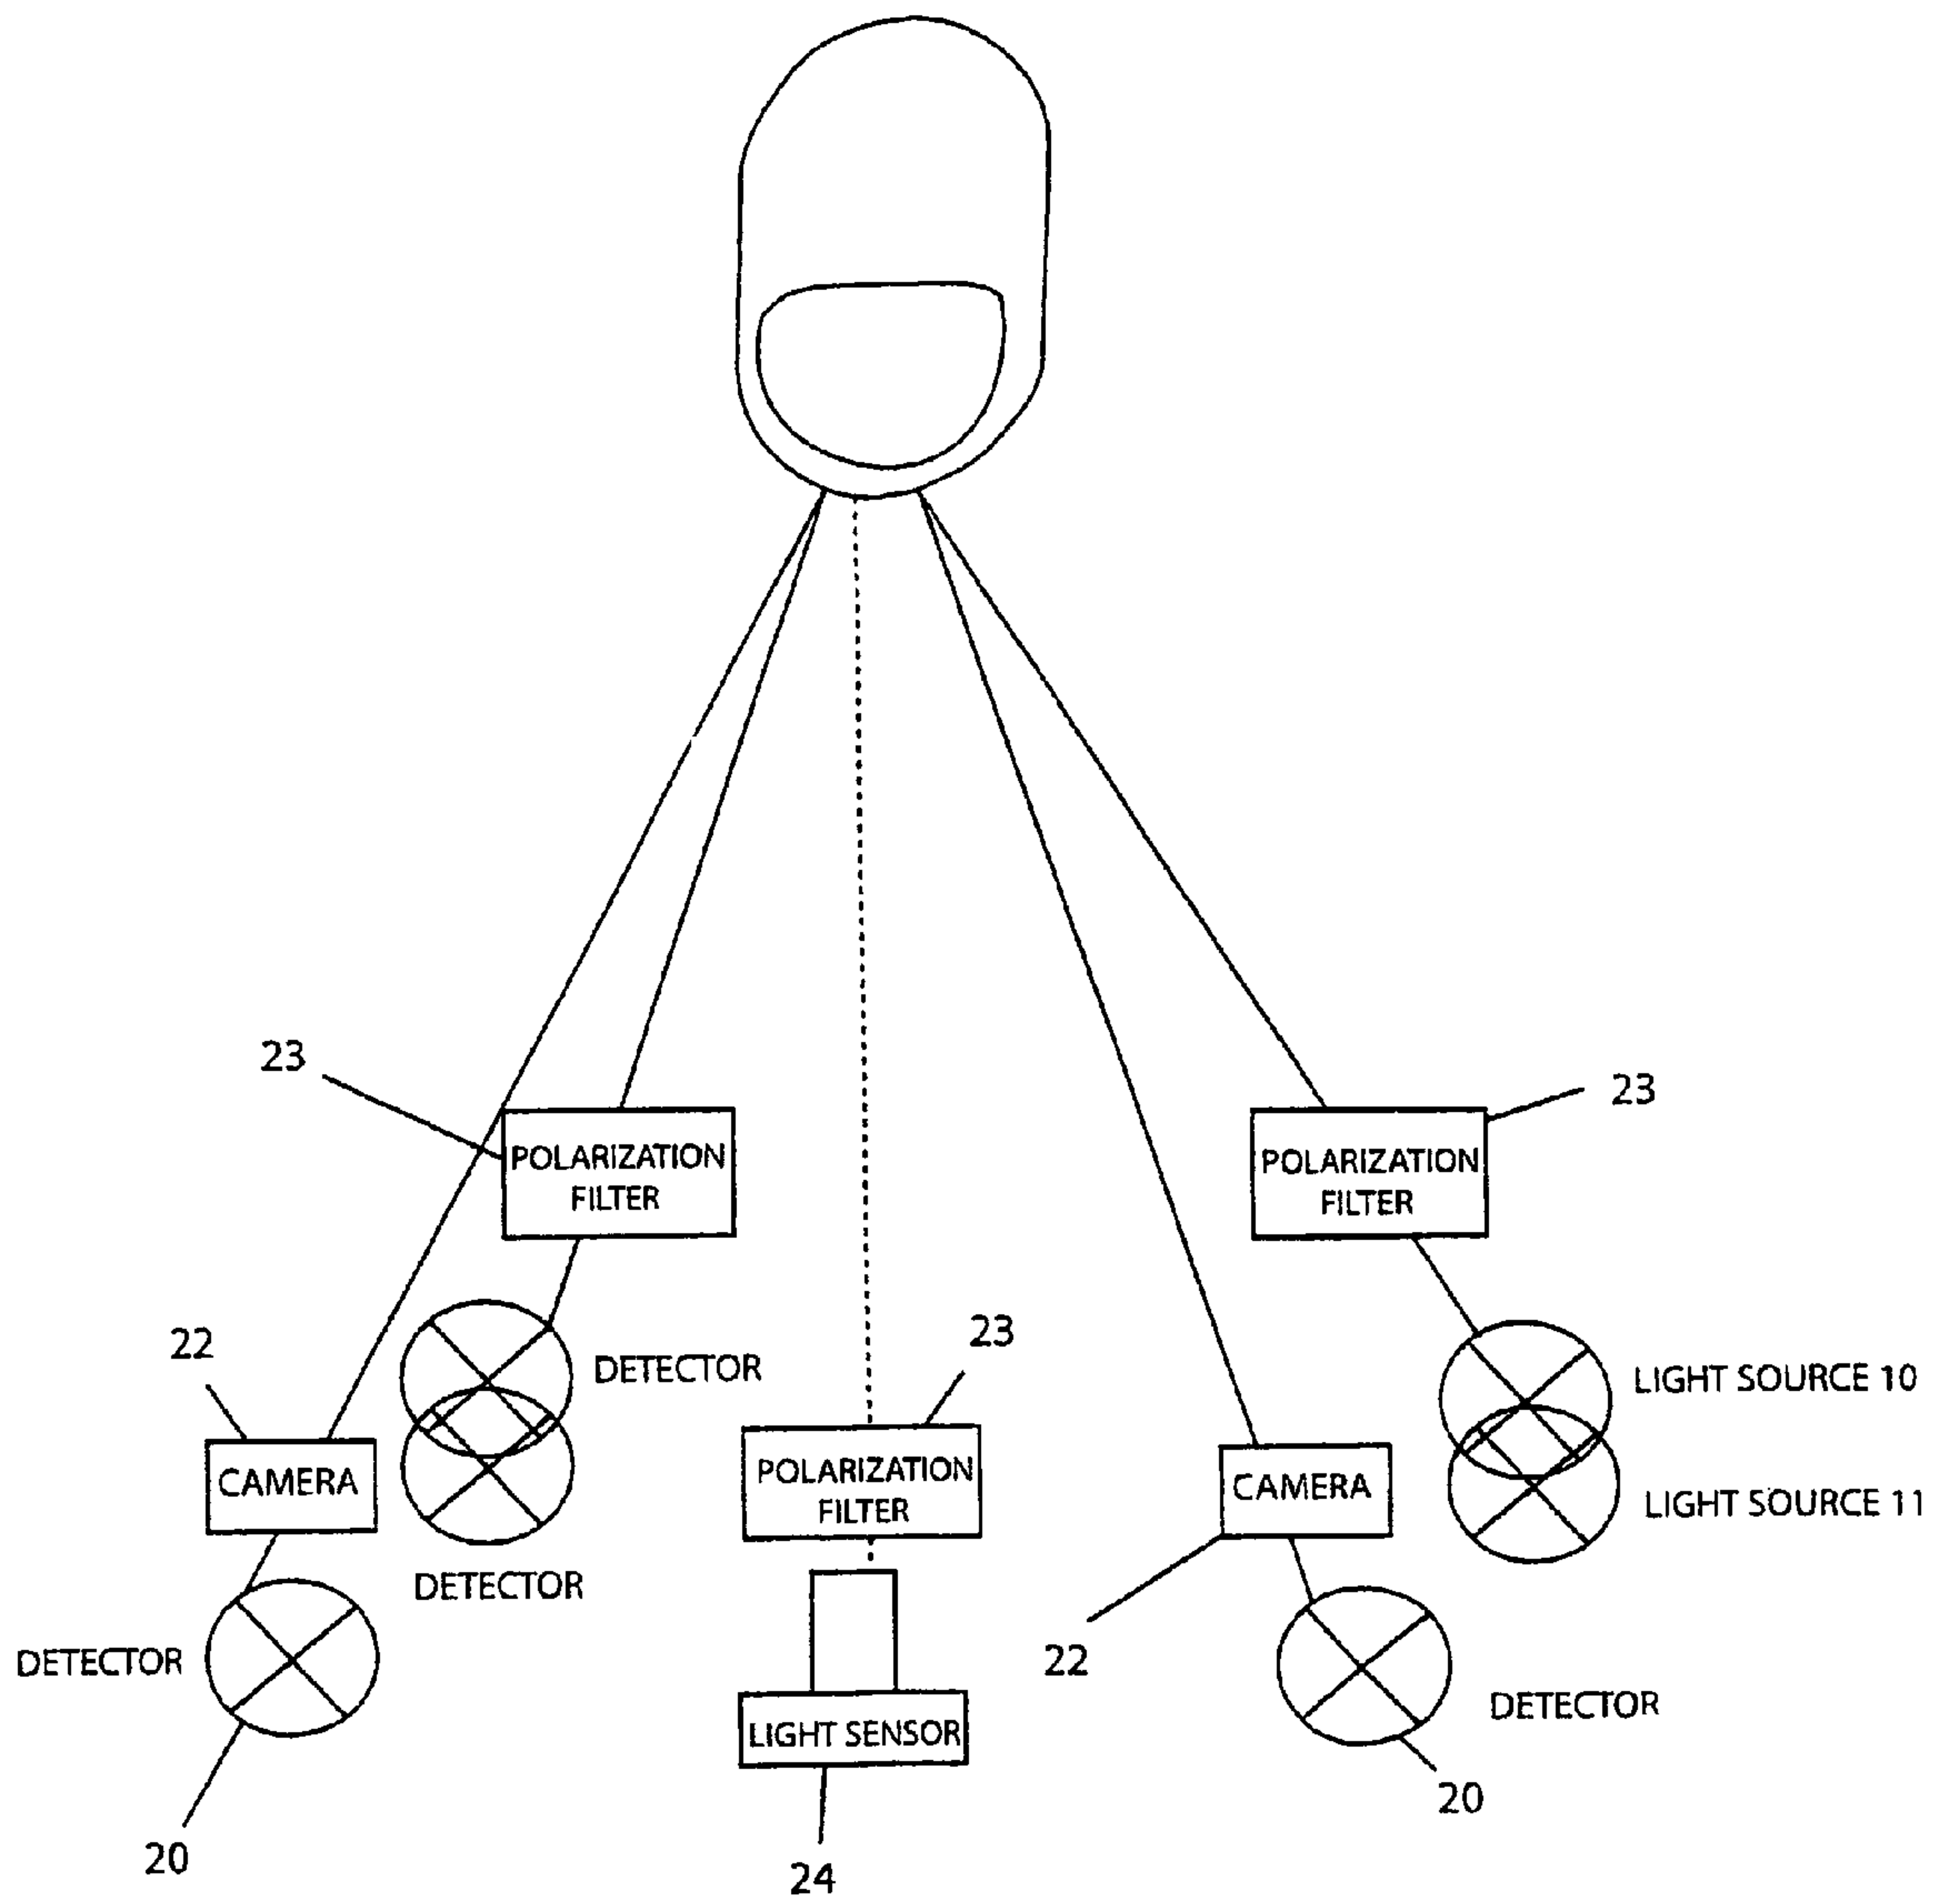 23
23
POLARIZATION
FILTER
POLARIZATION
FILTER
22
DETECTOR
23
LIGHT SOURCE 10
CAMERA
POLARIZATION
FILTER
CAMERA
LIGHT SOURCE 11
DETECTOR
DETECTOR
22
DETECTOR
LIGHT SENSOR
20
20
24